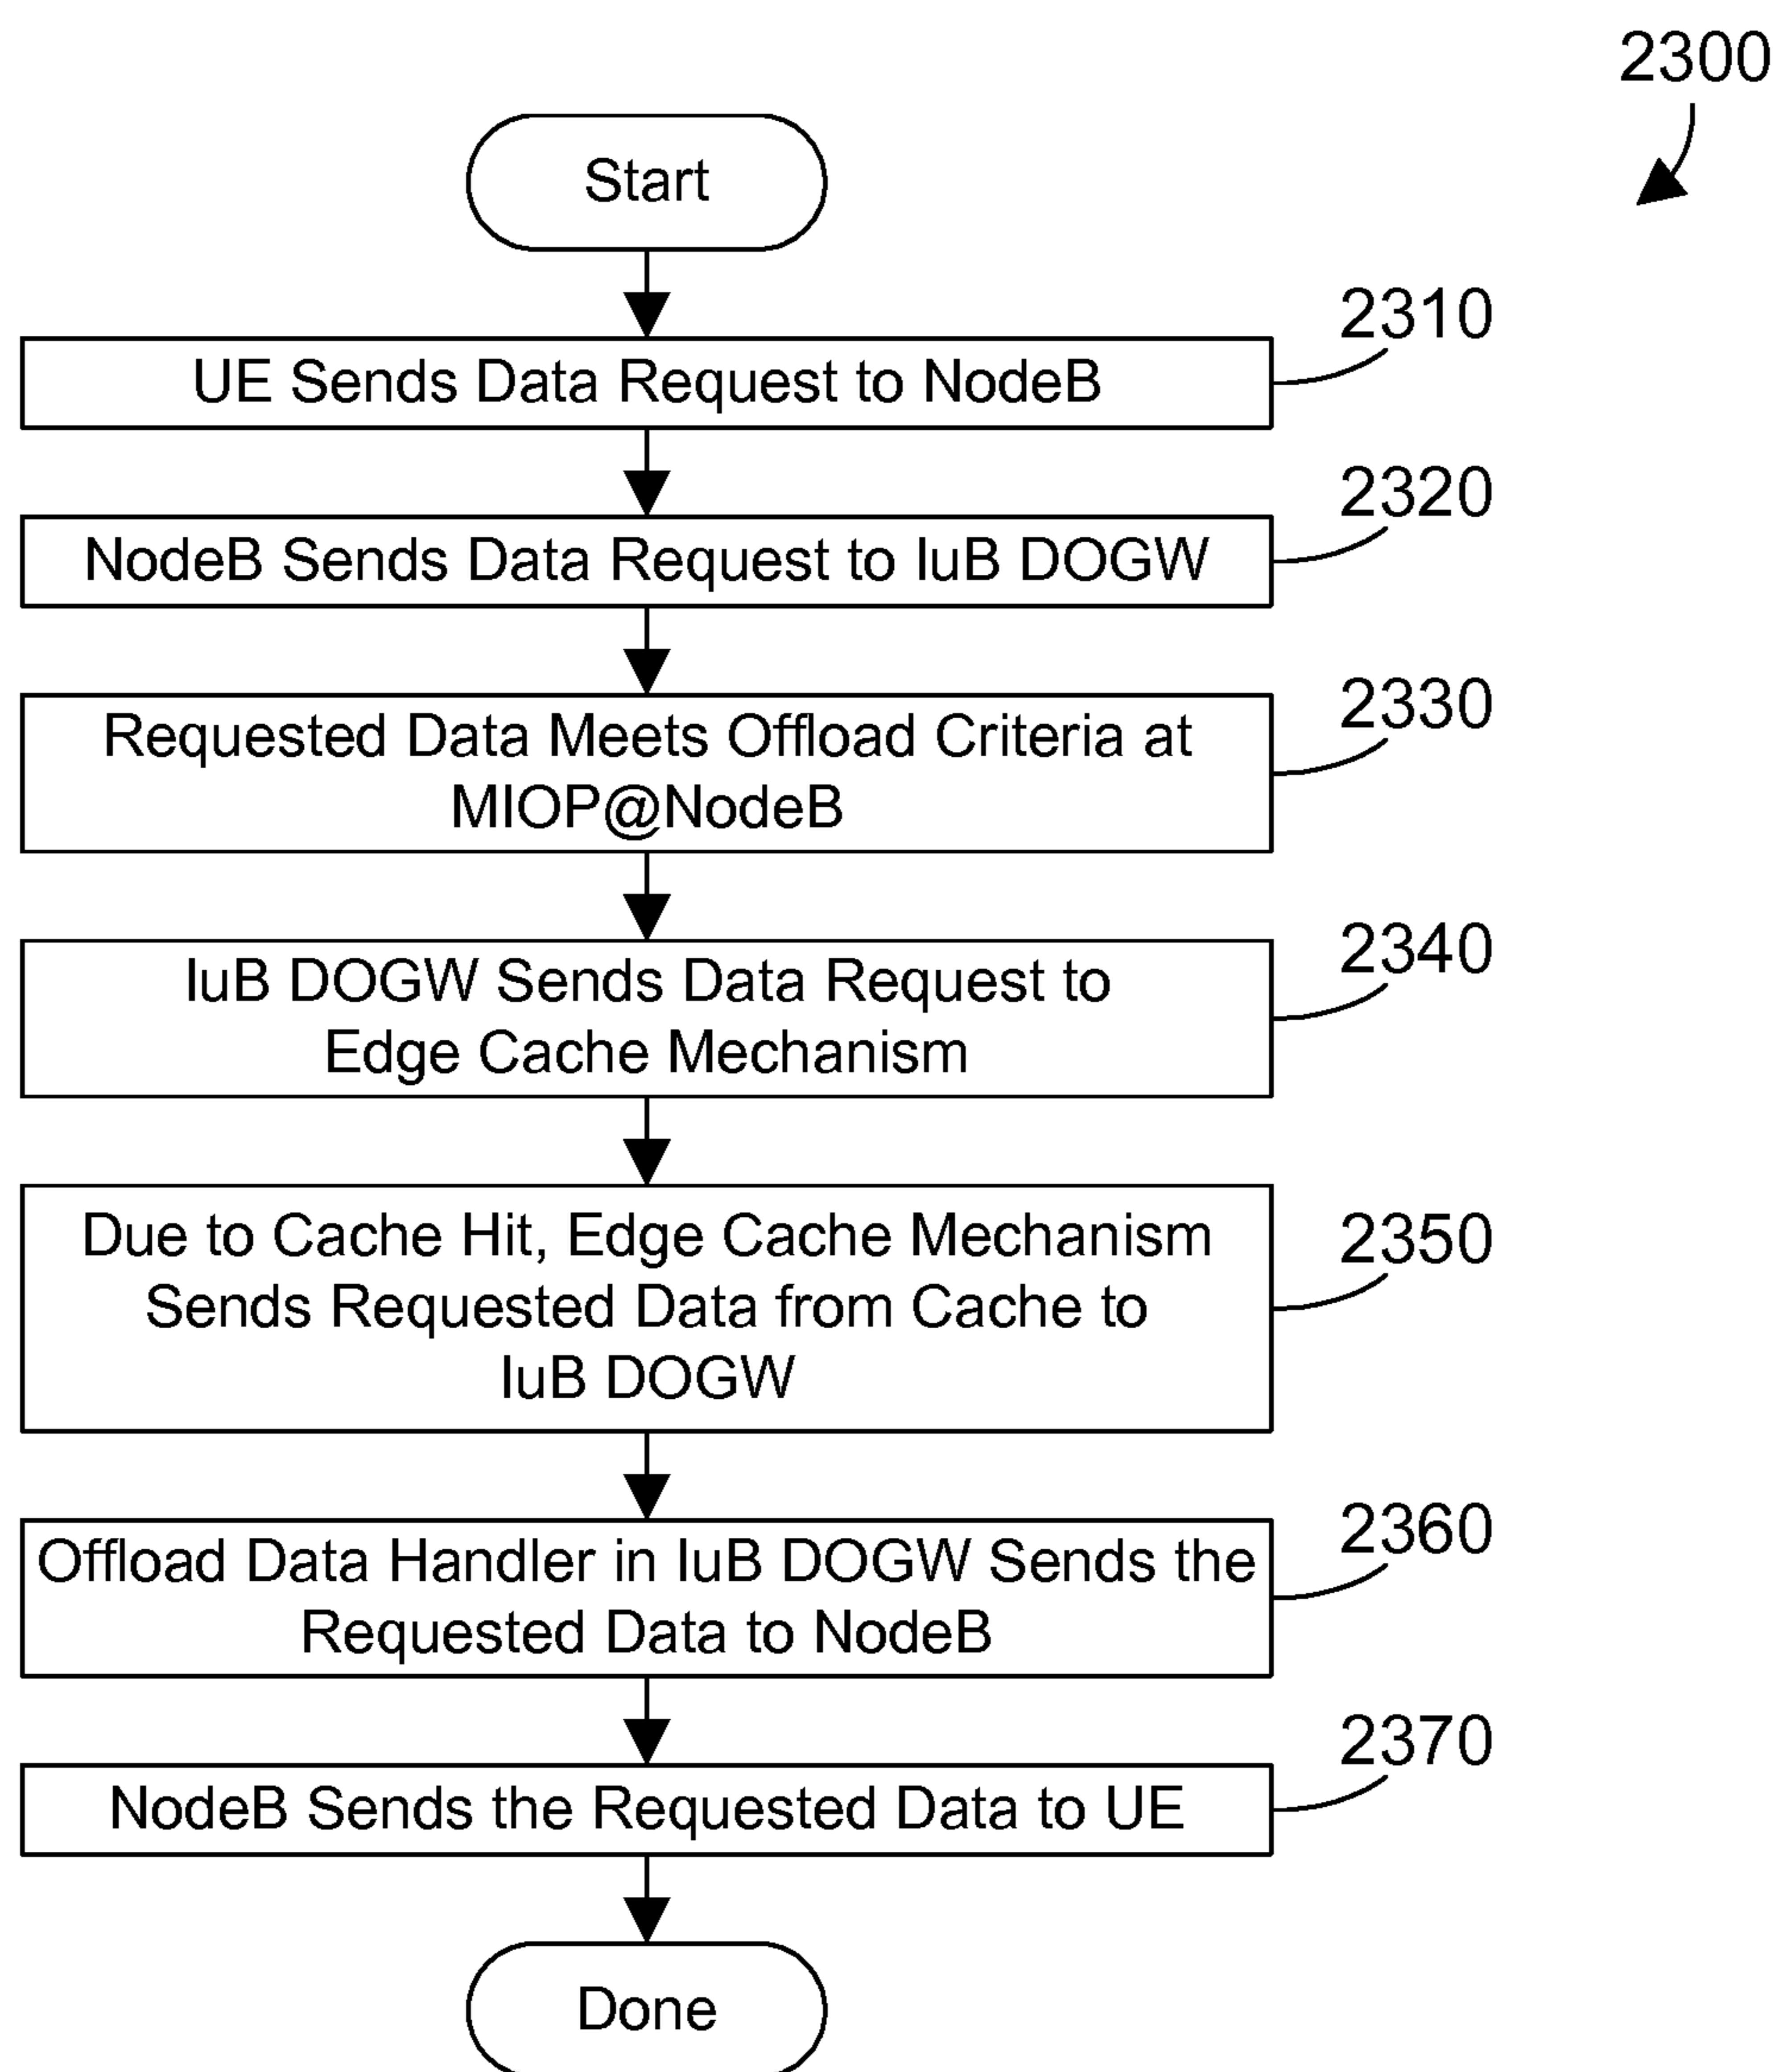 2300
Start
2310
UE Sends Data Request to NodeB
2320
NodeB Sends Data Request to IuB DOGW
2330
Requested Data Meets Offload Criteria at
MIOP@NodeB
2340
IuB DOGW Sends Data Request to
Edge Cache Mechanism
2350
Due to Cache Hit, Edge Cache Mechanism
Sends Requested Data from Cache to
IuB DOGW
2360
Offload Data Handler in IuB DOGW Sends the
Requested Data to NodeB
2370
NodeB Sends the Requested Data to UE
Done